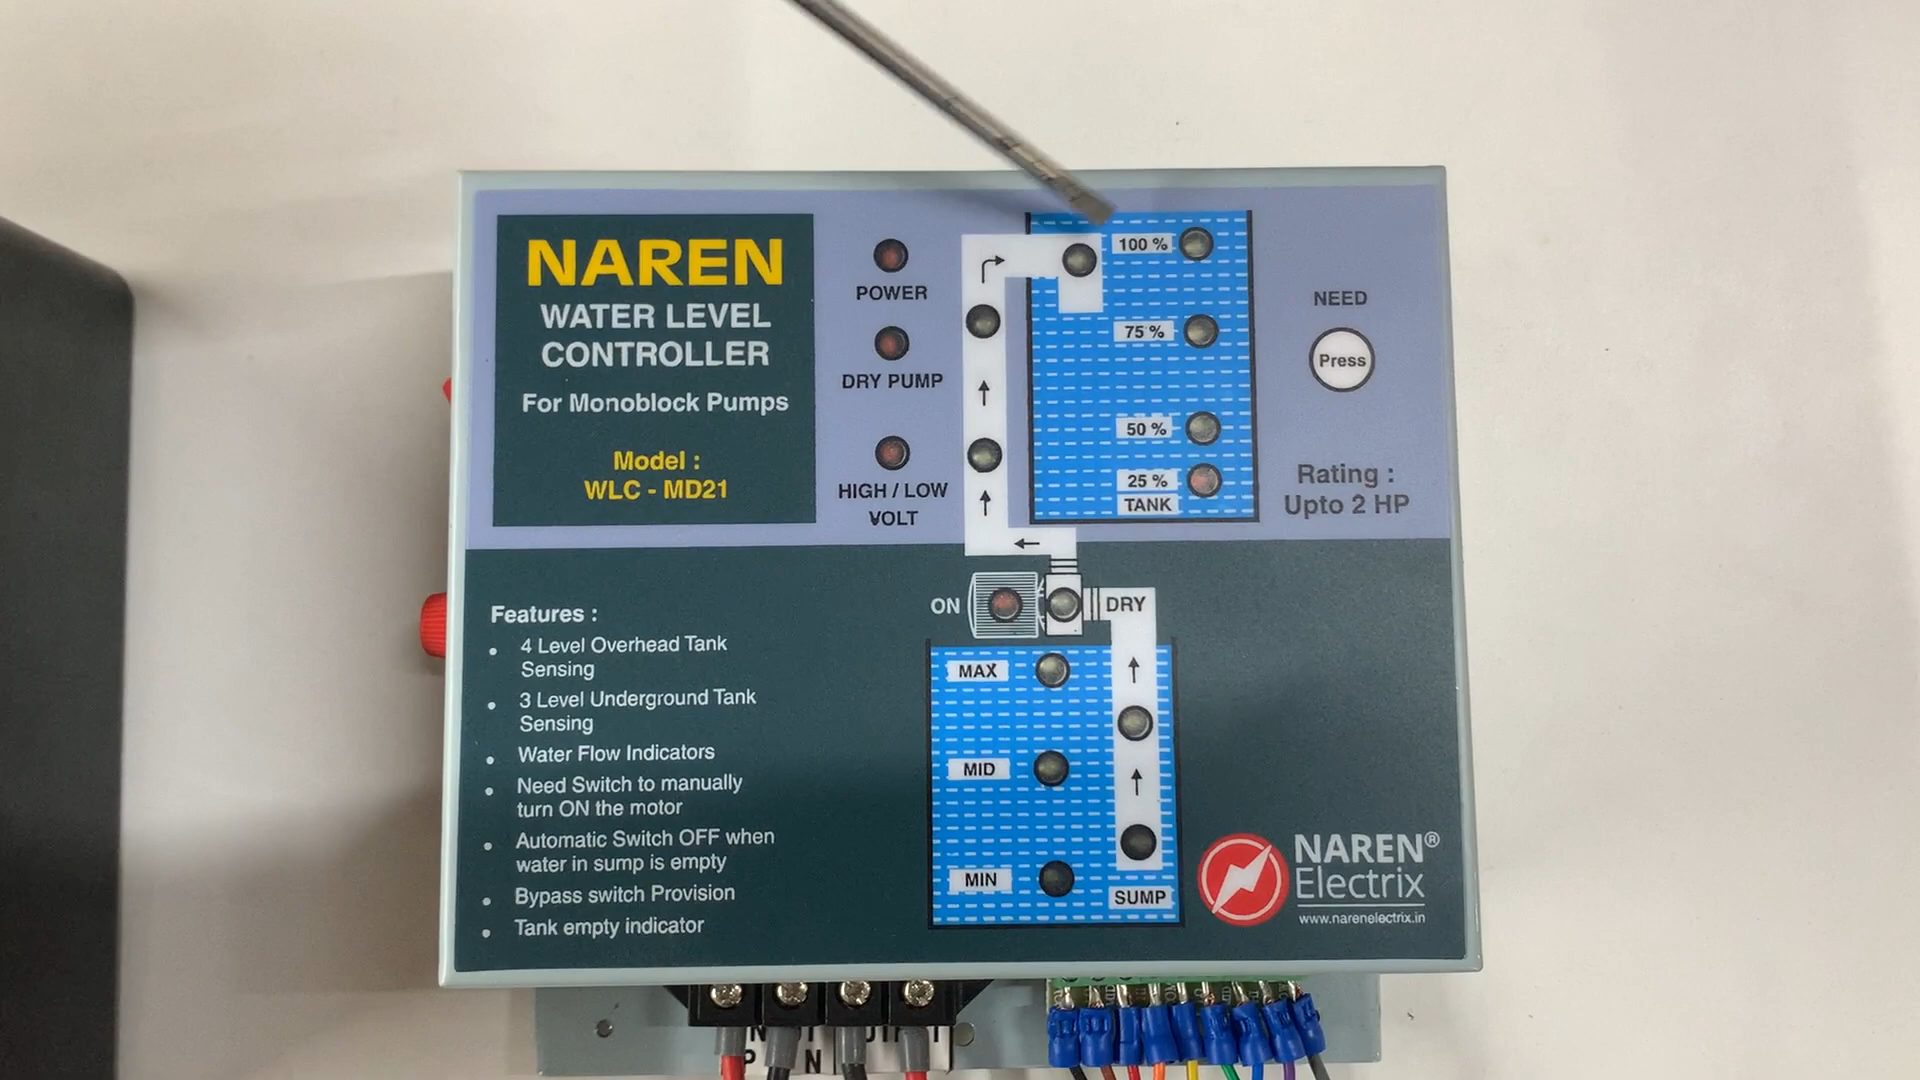 NAREN
WATER LEVEL
CONTROLLER
For Monoblock Pumps
Model :
WLC - MD21
POWER
DRY PUMP
HIGH / LOW
VOLT
100 %
75 %
50 %
25 %
TANK
NEED
Press
Rating :
Upto 2 HP
Features :
• 4 Level Overhead Tank
Sensing
• 3 Level Underground Tank
Sensing
• Water Flow Indicators
• Need Switch to manually
turn ON the motor
• Automatic Switch OFF when
water in sump is empty
• Bypass switch Provision
• Tank empty indicator
ON
DRY
MAX
MID
MIN
SUMP
NAREN®
Electrix
www.narenelectrix.in
P N